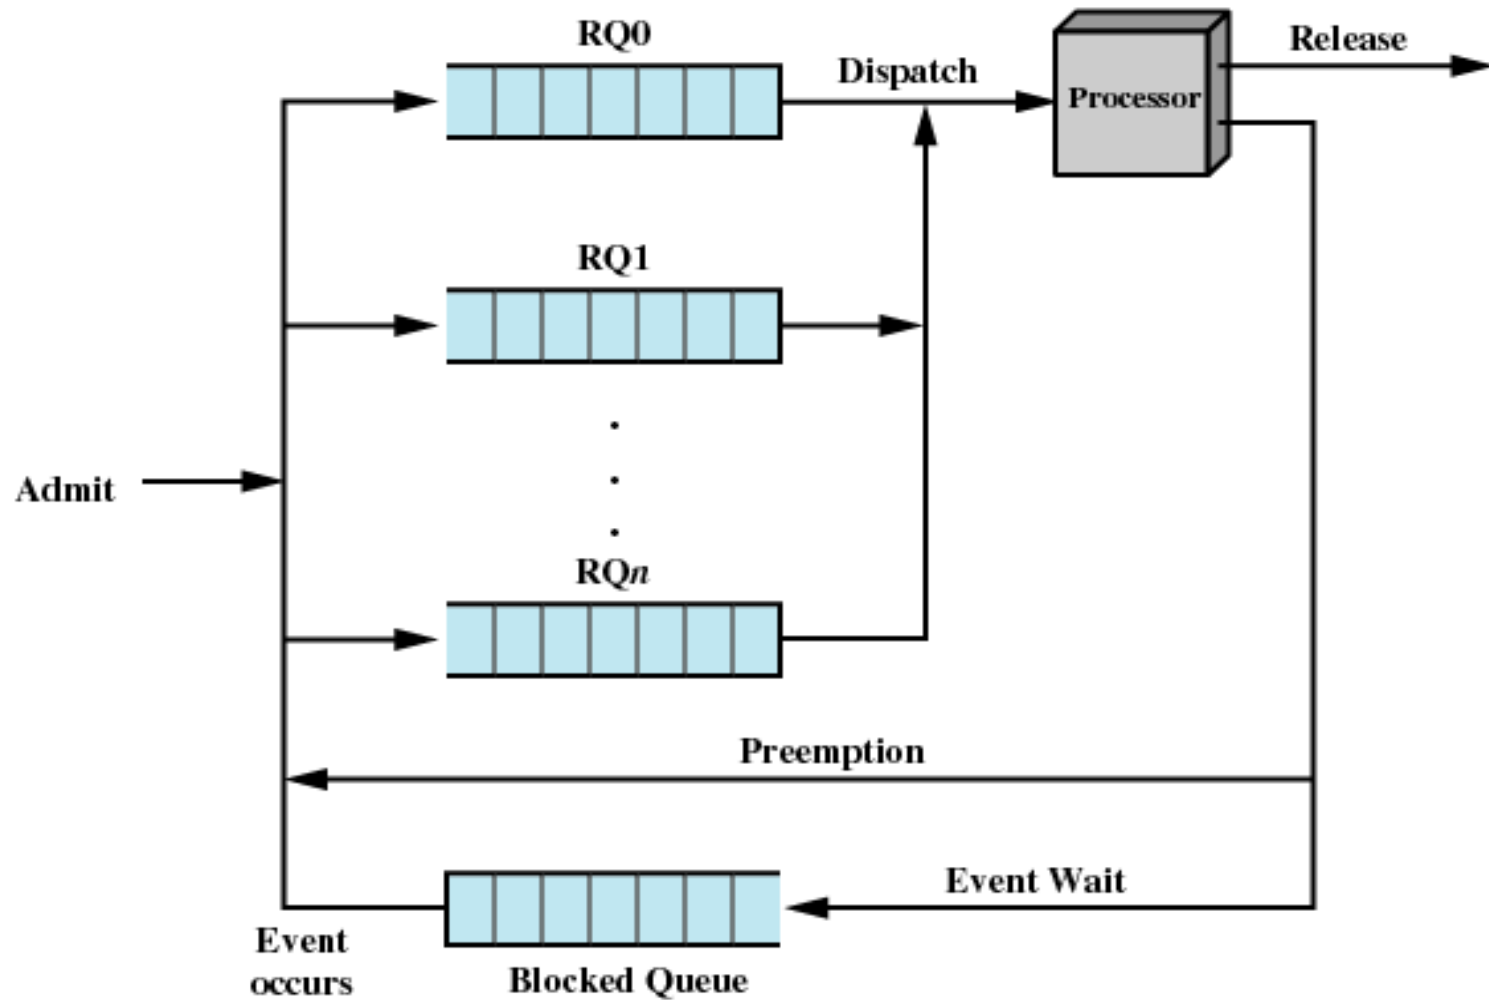 RQ0
Release
Dispatch
Processor
RQ1
Admit
RQn
Preemption
Event Wait
Event
occurs
Blocked Queue